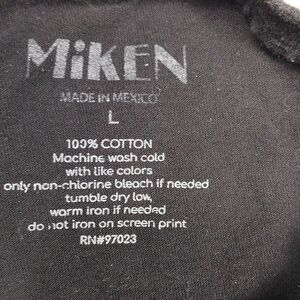 MiKEN
MADE IN MEXICO
L
100% COTTON
Machine wash cold
with like colors
only non-chlorine bleach if needed
tumble dry low,
warm iron if needed
do not iron on screen print
RN#97023